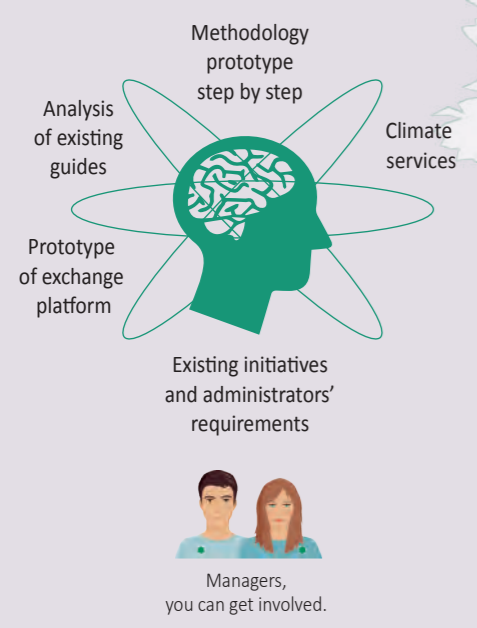 Methodology
prototype
step by step
Analysis
of existing
guides
Climate
services
Prototype
of exchange
platform
Existing initiatives
and administrators’
requirements
Managers,
you can get involved.